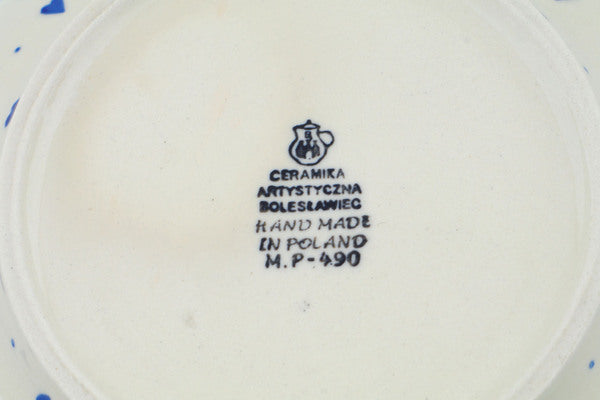 CERAMIKA
ARTYSTYCZNA
BOLESŁAWIEC
HAND MADE
IN POLAND
M.P-490